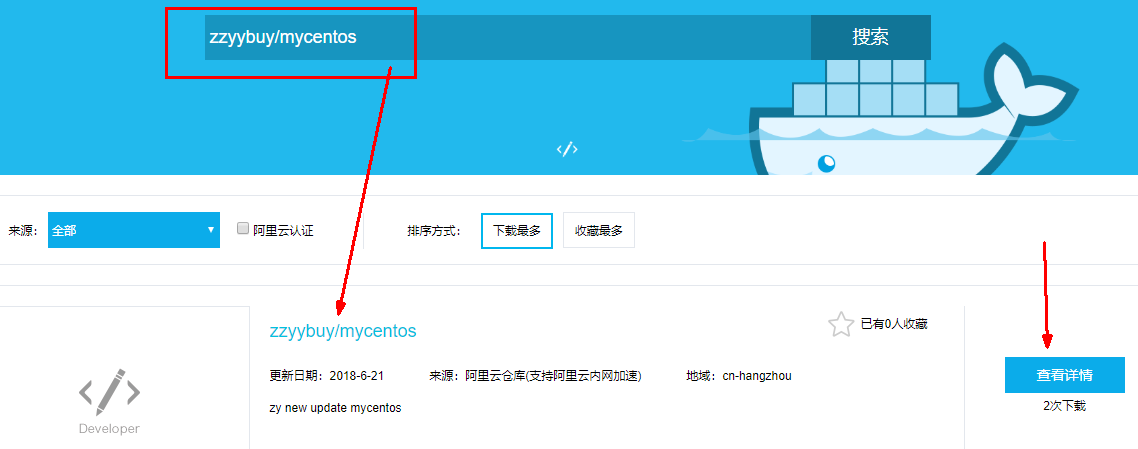 zzyybuy/mycentos 搜索
来源： 全部 阿里云认证 排序方式： 下载最多 收藏最多
zzyybuy/mycentos 已有0人收藏
更新日期：2018-6-21 来源：阿里云仓库(支持阿里云内网加速) 地域：cn-hangzhou 查看详情
zy new update mycentos 2次下载
Developer